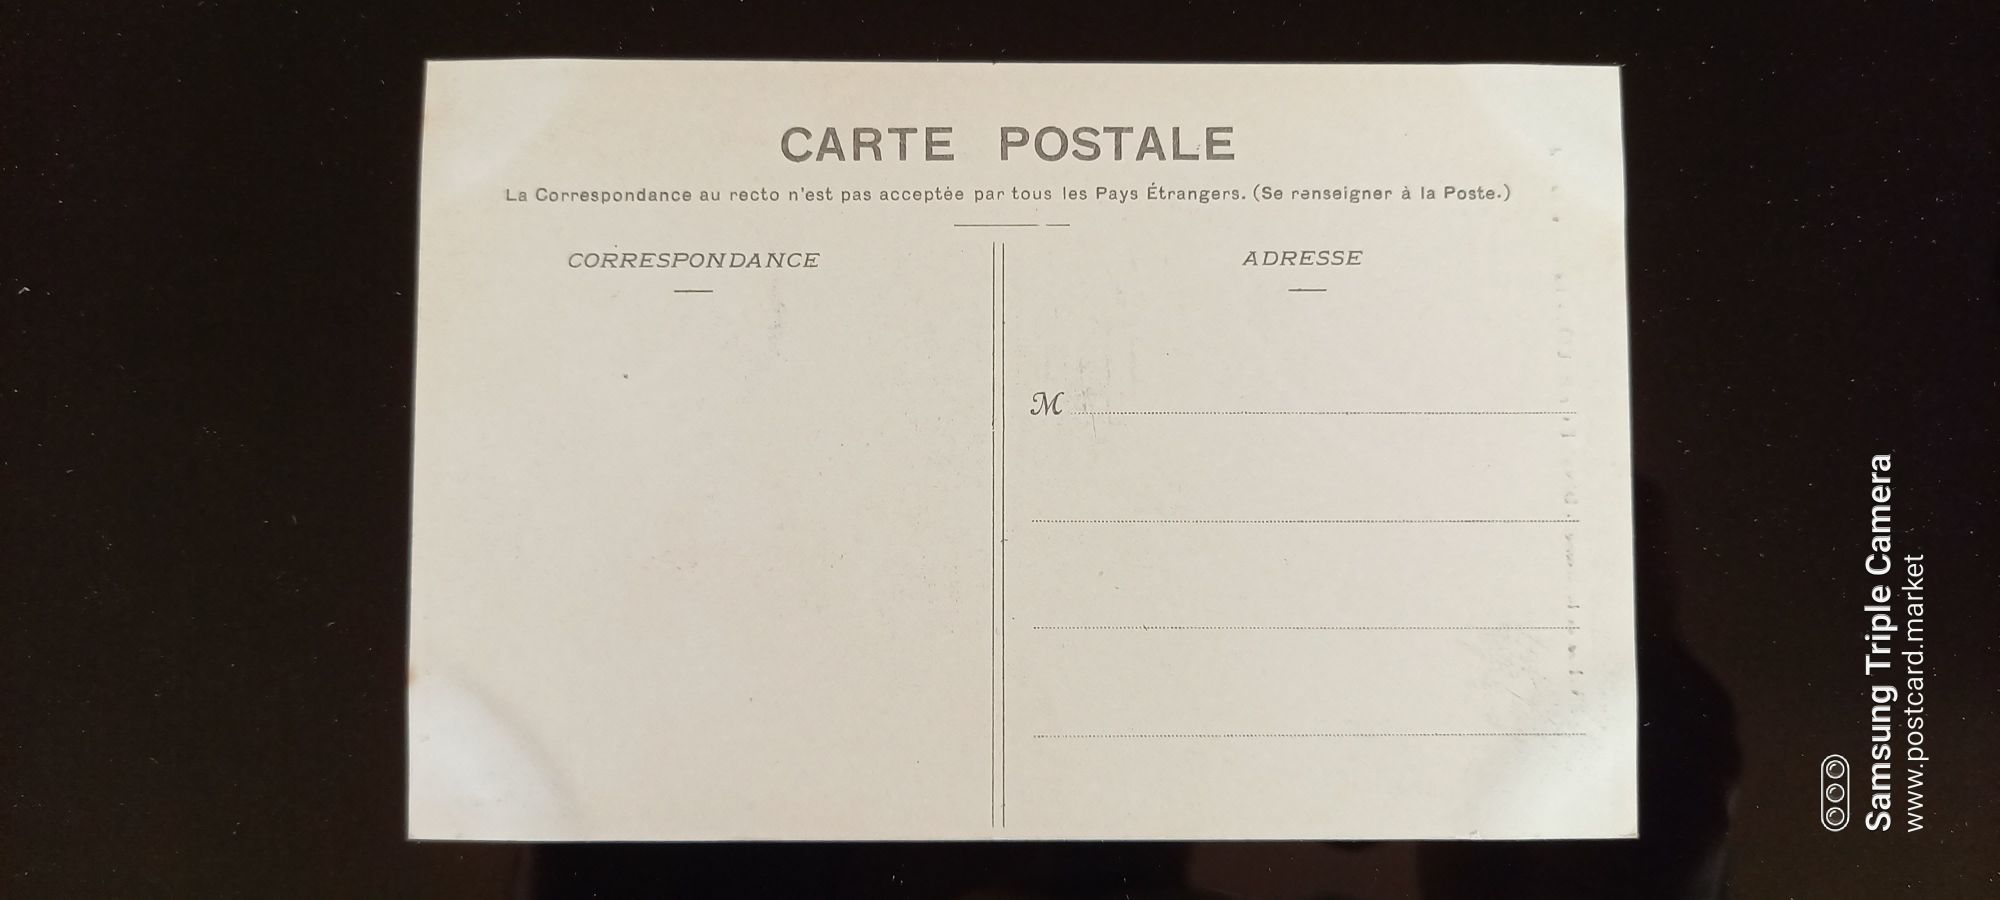 CARTE POSTALE
La Correspondance au recto n'est pas acceptée par tous les Pays Étrangers. (Se renseigner à la Poste.)
CORRESPONDANCE
ADRESSE
M
Samsung Triple Camera
www.postcard.market